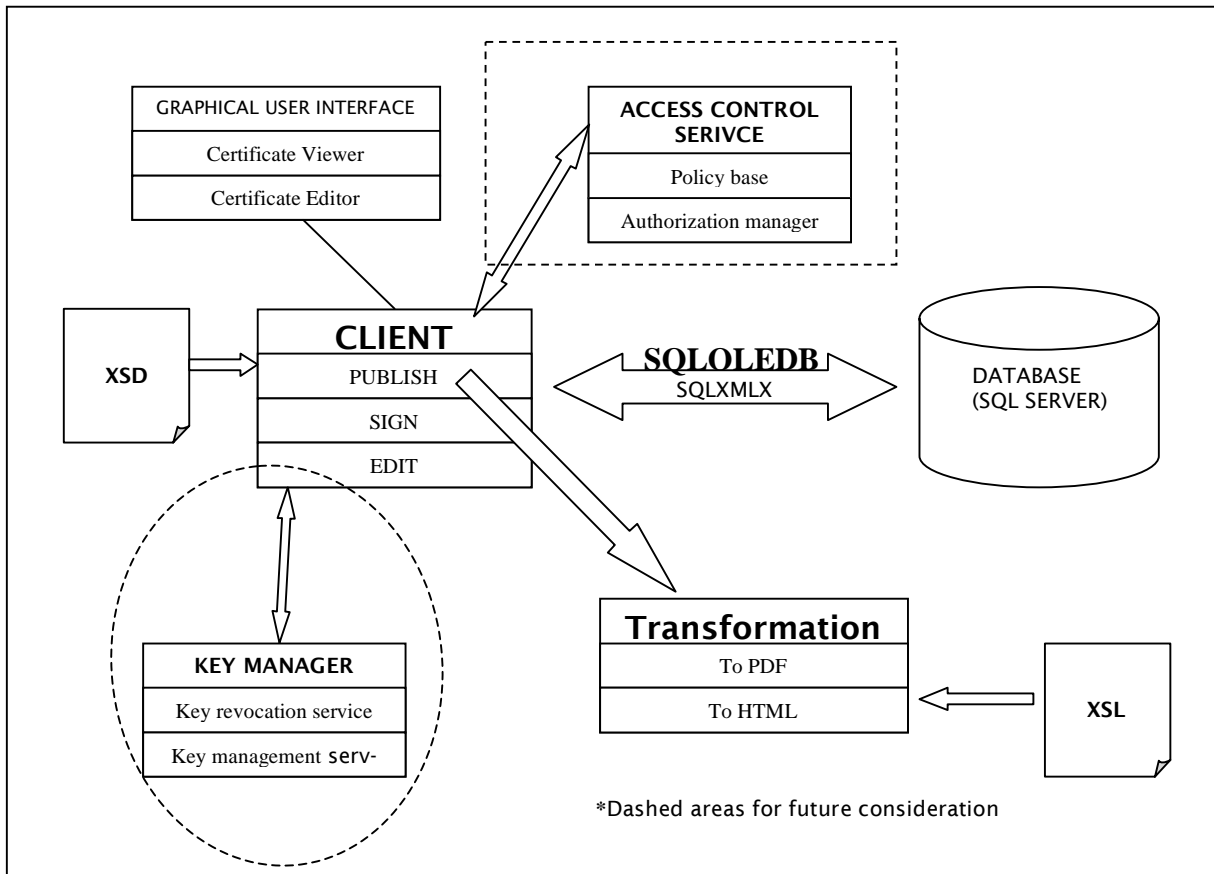 GRAPHICAL USER INTERFACE
Certificate Viewer
Certificate Editor
ACCESS CONTROL
SERIVCE
Policy base
Authorization manager
XSD
CLIENT
PUBLISH
SIGN
EDIT
SQLOLEDB
SQLXMLX
DATABASE
(SQL SERVER)
KEY MANAGER
Key revocation service
Key management serv-
Transformation
To PDF
To HTML
XSL
*Dashed areas for future consideration